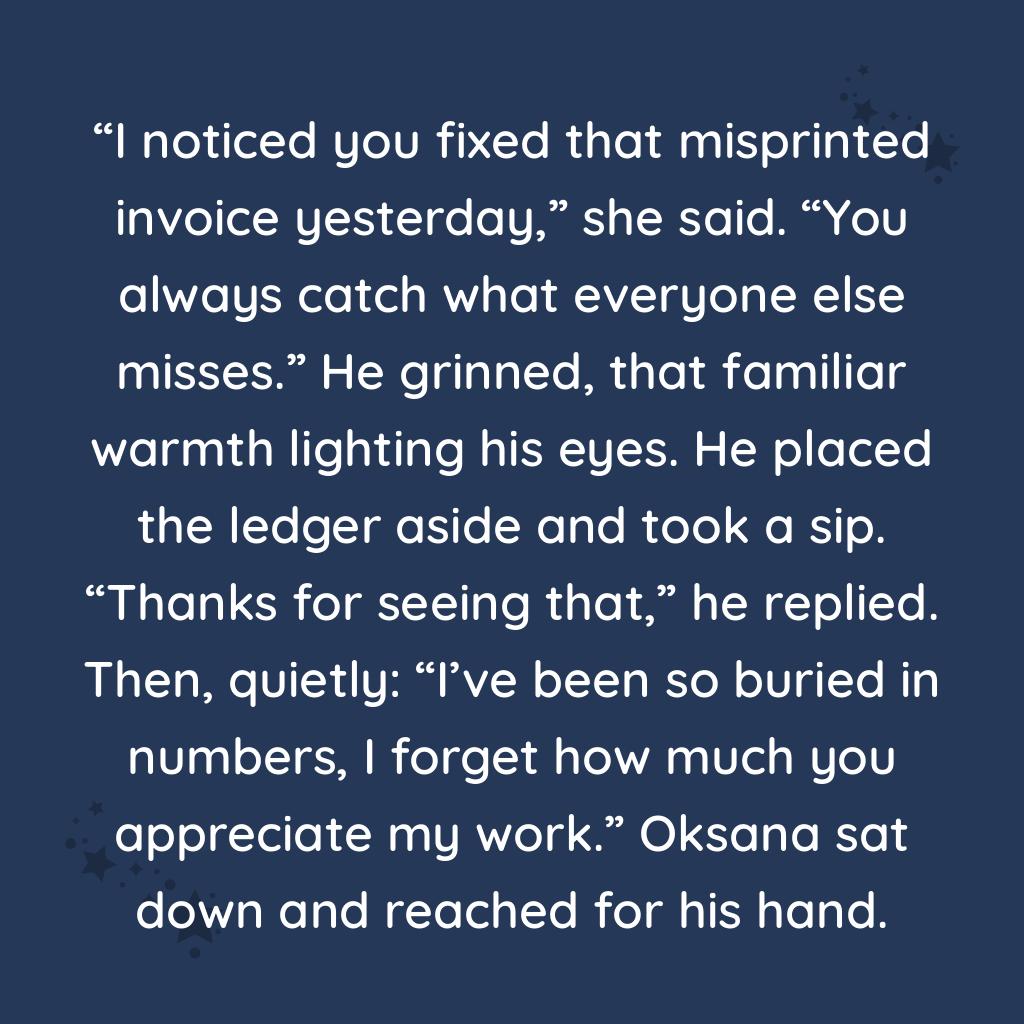 “I noticed you fixed that misprinted
invoice yesterday,” she said. “You
always catch what everyone else
misses.” He grinned, that familiar
warmth lighting his eyes. He placed
the ledger aside and took a sip.
“Thanks for seeing that,” he replied.
Then, quietly: “I’ve been so buried in
numbers, I forget how much you
appreciate my work.” Oksana sat
down and reached for his hand.